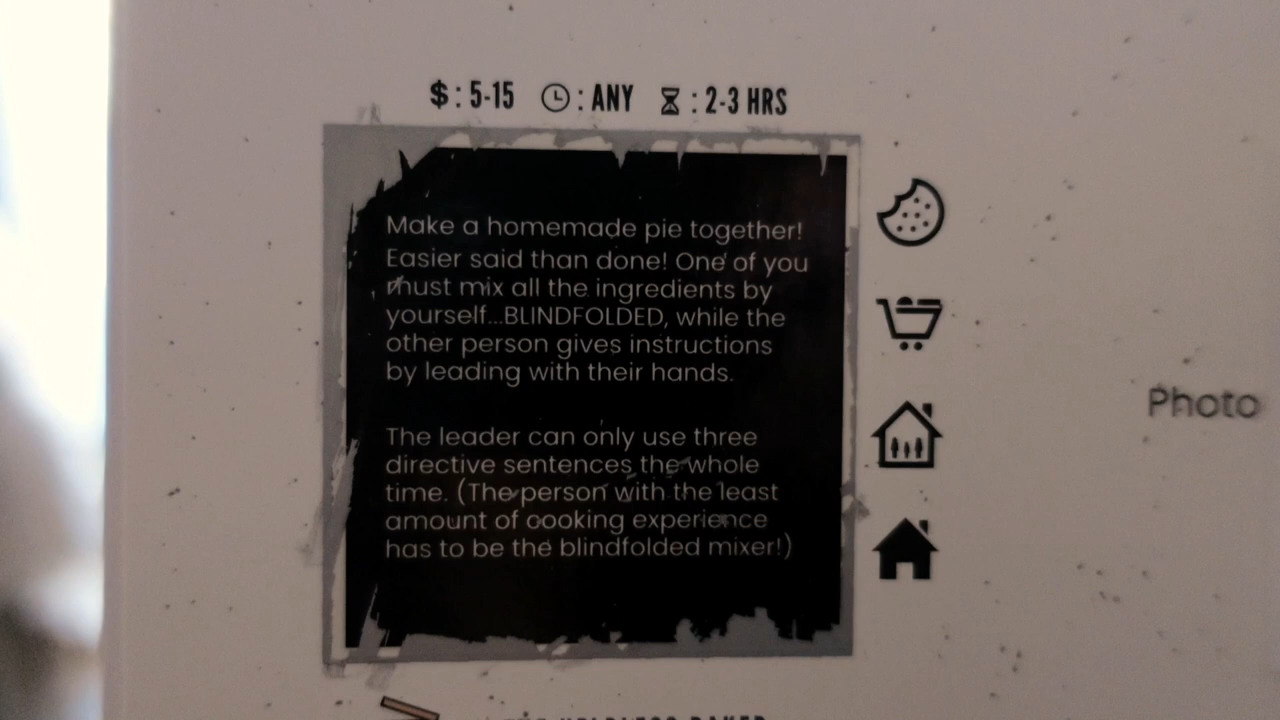 $ : 5-15 : ANY : 2-3 HRS
Make a homemade pie together!
Easier said than done! One of you
must mix all the ingredients by
yourself...BLINDFOLDED, while the
other person gives instructions
by leading with their hands.
The leader can only use three
directive sentences the whole
time. (The person with the least
amount of cooking experience
has to be the blindfolded mixer!)
Photo